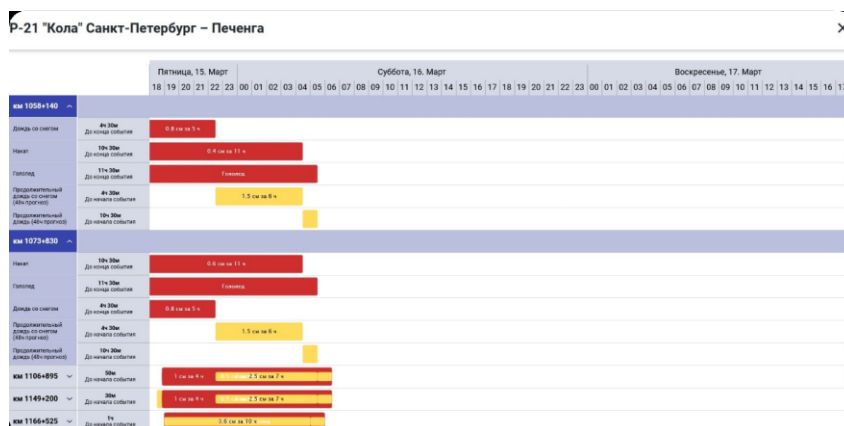 Р-21 "Кола" Санкт-Петербург – Печенга
Пятница, 15. Март Суббота, 16. Март Воскресенье, 17. Март
18 19 20 21 22 23 00 01 02 03 04 05 06 07 08 09 10 11 12 13 14 15 16 17 18 19 20 21 22 23 00 01 02 03 04 05 06 07 08 09 10 11 12 13 14 15 16 17
км 1058+140
Дождь со снегом 4ч 30м До конца события 0.8 см за 5 ч
Накат 10ч 30м До конца события 0.4 см за 11 ч
Гололед 11ч 30м До конца события Гололед
Продолжительный дождь со снегом (48ч прогноз) 4ч 30м До начала события 1.5 см за 6 ч
Продолжительный дождь (48ч прогноз) 10ч 30м До начала события
км 1073+830
Накат 10ч 30м До конца события 0.6 см за 11 ч
Гололед 11ч 30м До конца события Гололед
Дождь со снегом 4ч 30м До конца события 0.8 см за 5 ч
Продолжительный дождь со снегом (48ч прогноз) 4ч 30м До начала события 1.5 см за 6 ч
Продолжительный дождь (48ч прогноз) 10ч 30м До начала события
км 1106+895 50м До начала события 1 см за 4 ч 2.5 см за 7 ч
км 1149+200 30м До начала события 1 см за 4 ч 2.5 см за 7 ч
км 1166+525 1ч До начала события 3.6 см за 10 ч